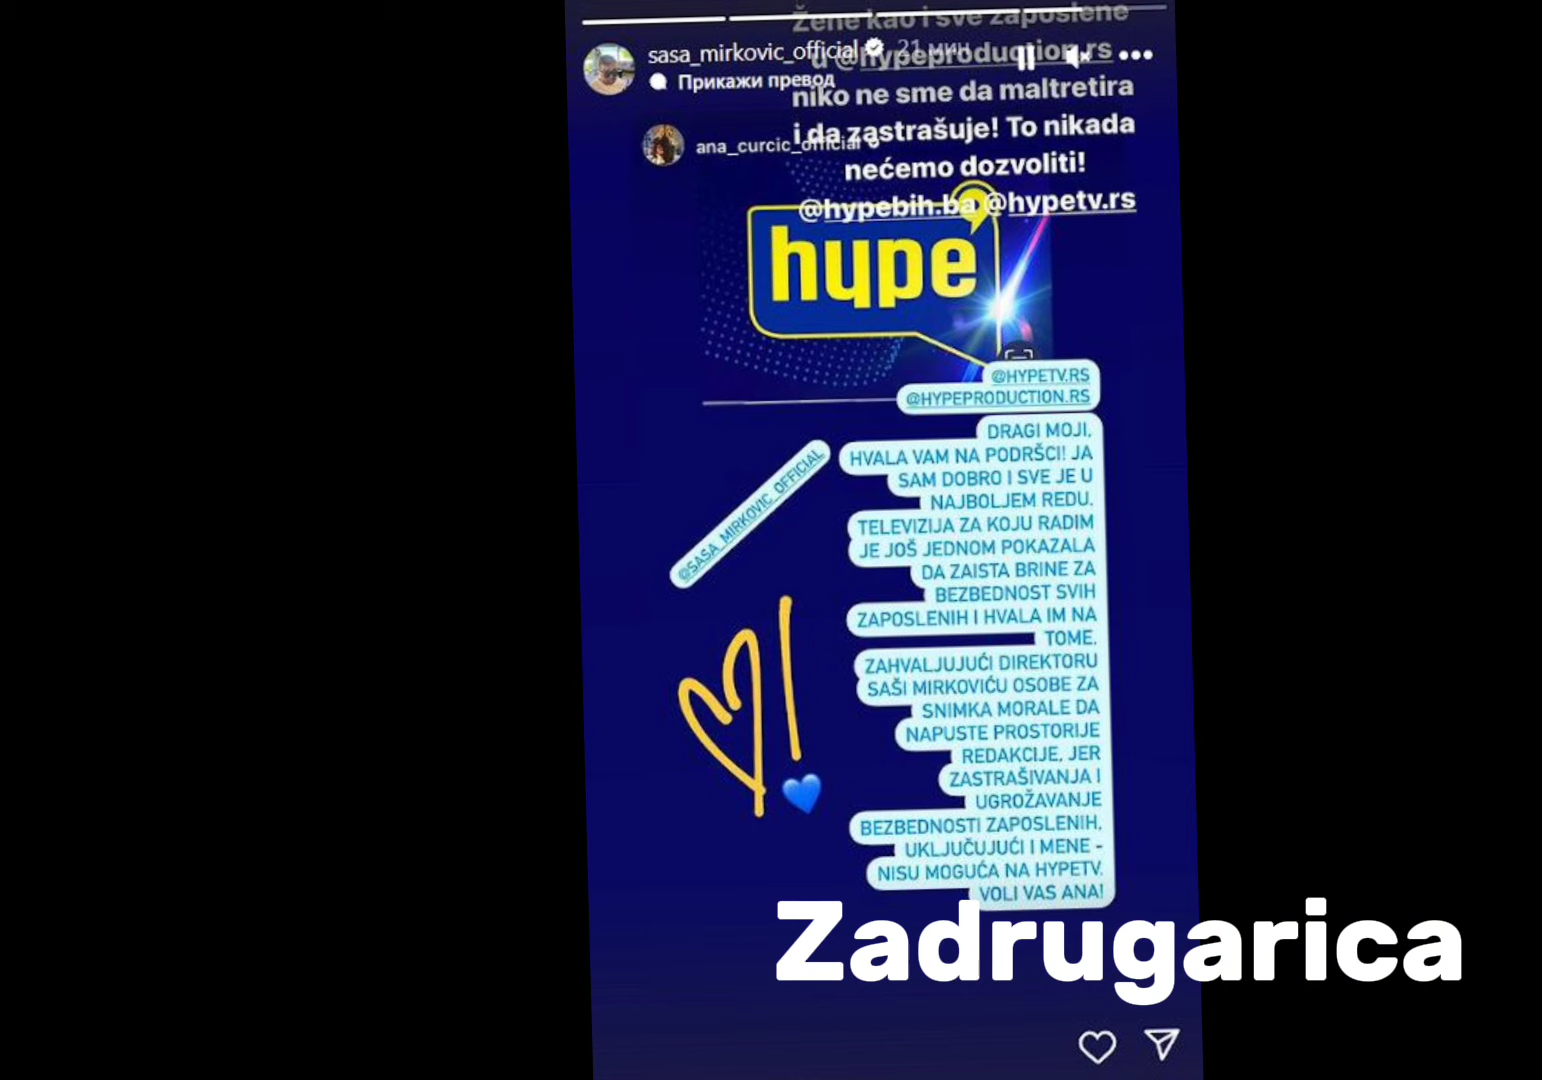 Žene kao i sve zaposlene
sasa_mirkovic_official 21 мин
u @hypeproduction.rs
Прикажи превод
niko ne sme da maltretira
i da zastrašuje! To nikada
ana_curcic_official
nećemo dozvoliti!
@hypebih.ba @hypetv.rs
hype
@HYPETV.RS
@HYPEPRODUCTION.RS
DRAGI MOJI,
HVALA VAM NA PODRŠCI! JA
SAM DOBRO I SVE JE U
NAJBOLJEM REDU.
TELEVIZIJA ZA KOJU RADIM
JE JOŠ JEDNOM POKAZALA
DA ZAISTA BRINE ZA
BEZBEDNOST SVIH
ZAPOSLENIH I HVALA IM NA
TOME.
ZAHVALJUJUĆI DIREKTORU
SAŠI MIRKOVIĆU OSOBE ZA
SNIMKA MORALE DA
NAPUSTE PROSTORIJE
REDAKCIJE, JER
ZASTRAŠIVANJA I
UGROŽAVANJE
BEZBEDNOSTI ZAPOSLENIH,
UKLJUČUJUĆI I MENE -
NISU MOGUĆA NA HYPETV.
VOLI VAS ANA!
@SASA_MIRKOVIC_OFFICIAL
Zadrugarica